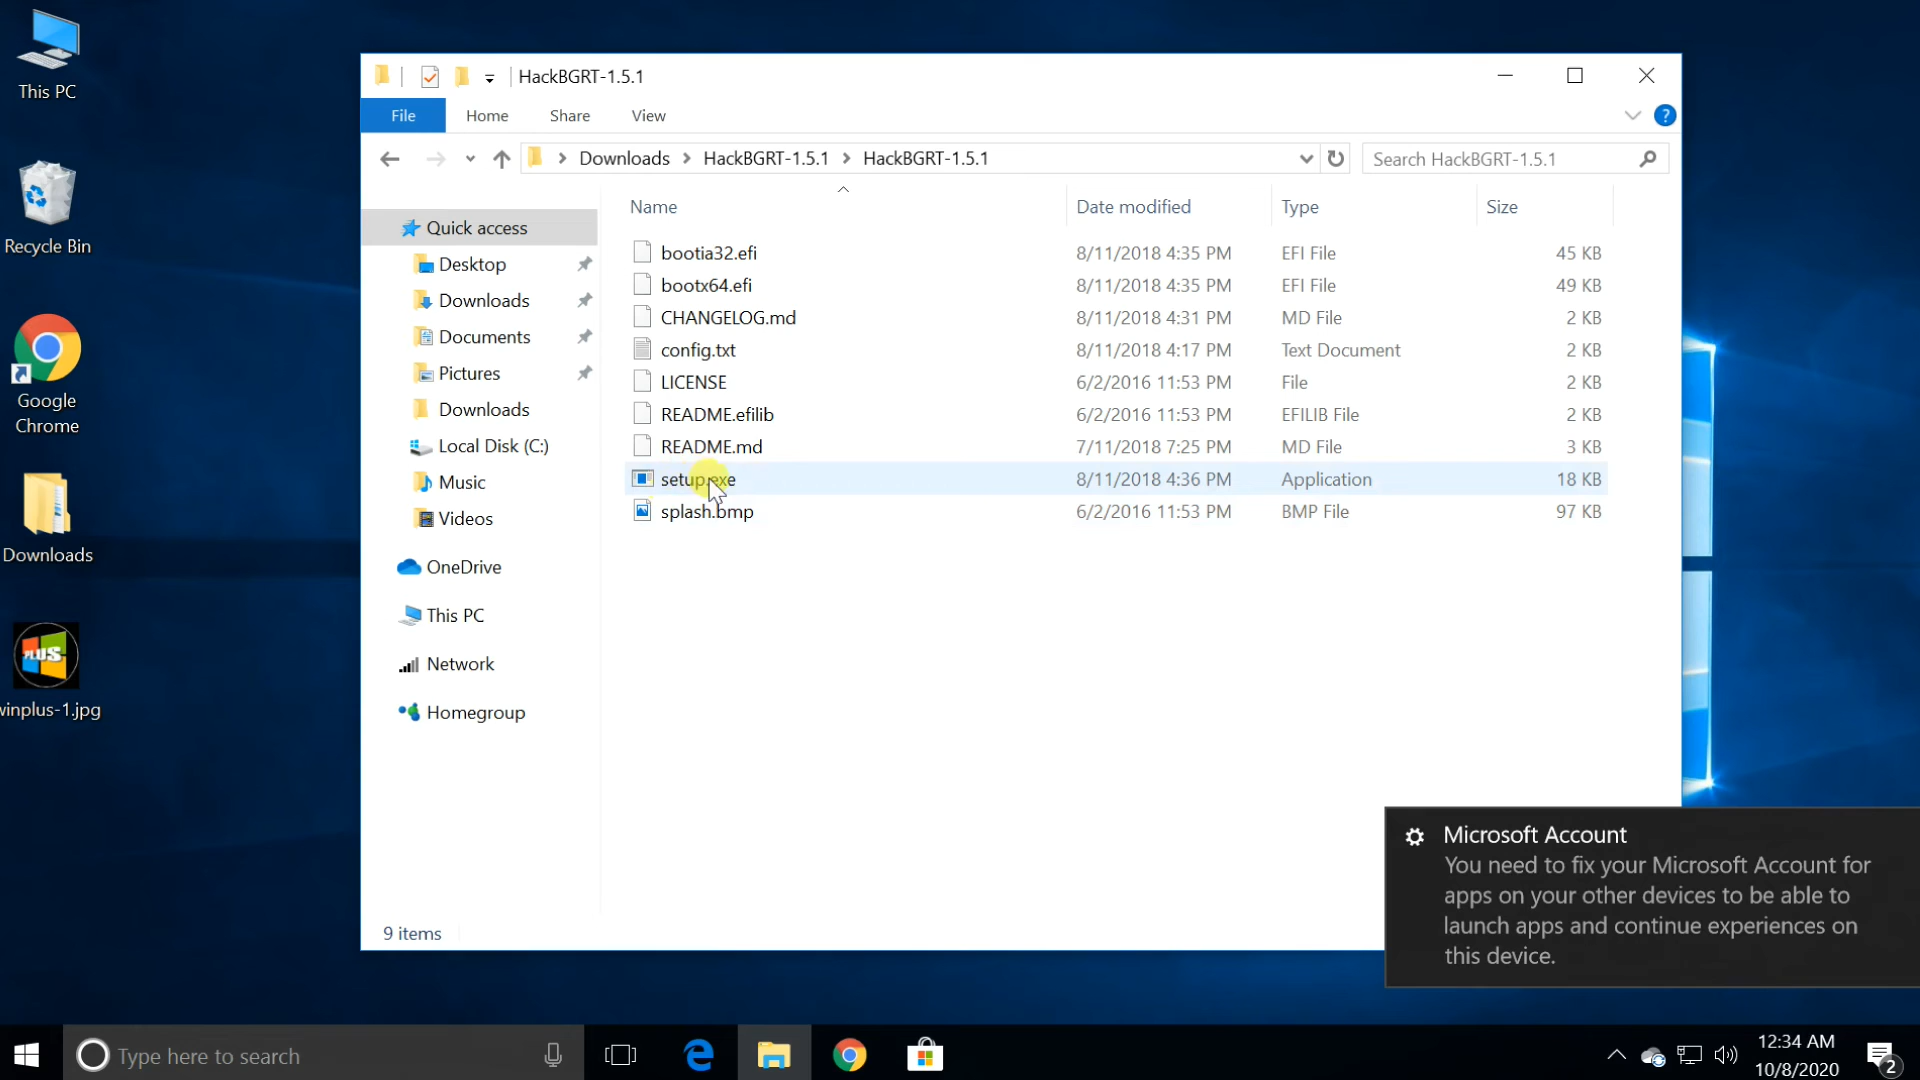 This PC
Recycle Bin
Google
Chrome
Downloads
winplus-1.jpg
PLUS
HackBGRT-1.5.1
File Home Share View
Downloads HackBGRT-1.5.1 HackBGRT-1.5.1
Search HackBGRT-1.5.1
Name Date modified Type Size
Quick access
Desktop
Downloads
Documents
Pictures
Downloads
Local Disk (C:)
Music
Videos
OneDrive
This PC
Network
Homegroup
bootia32.efi 8/11/2018 4:35 PM EFI File 45 KB
bootx64.efi 8/11/2018 4:35 PM EFI File 49 KB
CHANGELOG.md 8/11/2018 4:31 PM MD File 2 KB
config.txt 8/11/2018 4:17 PM Text Document 2 KB
LICENSE 6/2/2016 11:53 PM File 2 KB
README.efilib 6/2/2016 11:53 PM EFILIB File 2 KB
README.md 7/11/2018 7:25 PM MD File 3 KB
setup.exe 8/11/2018 4:36 PM Application 18 KB
splash.bmp 6/2/2016 11:53 PM BMP File 97 KB
9 items
Microsoft Account
You need to fix your Microsoft Account for
apps on your other devices to be able to
launch apps and continue experiences on
this device.
Type here to search
12:34 AM
10/8/2020
2